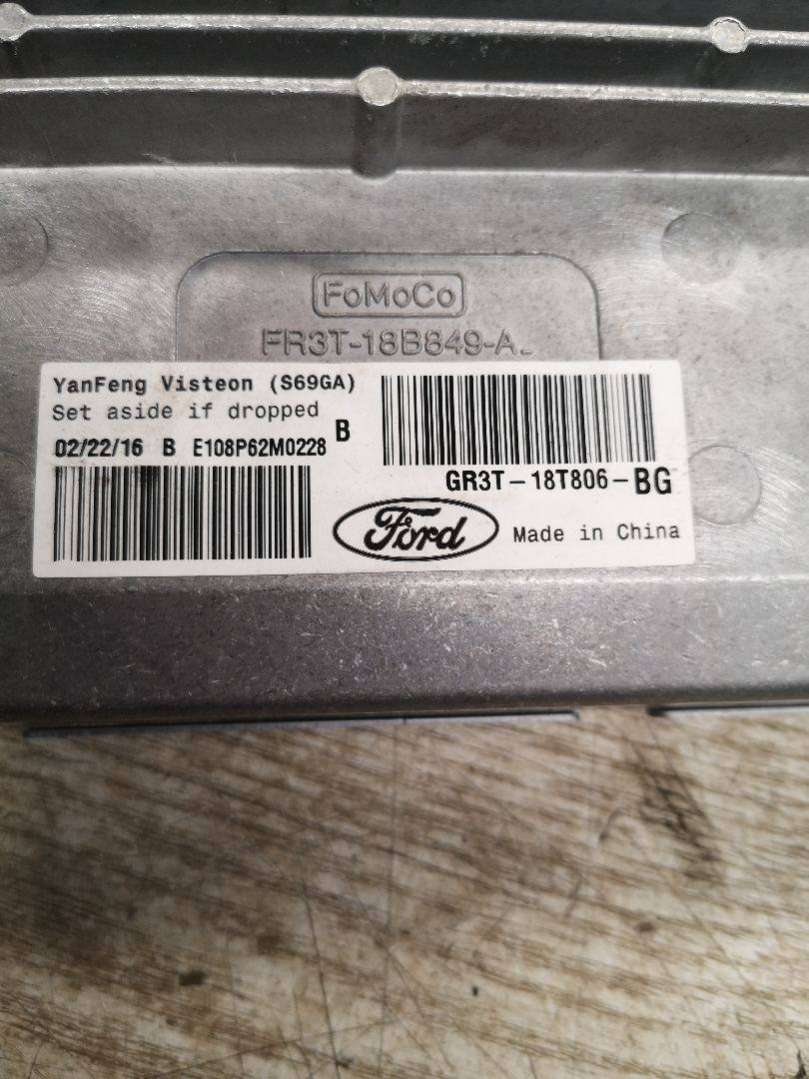 FoMoCo
FR3T-18B849-A
YanFeng Visteon (S69GA)
Set aside if dropped
B
02/22/16 B E108P62M0228
GR3T-18T806-BG
Ford
Made in China